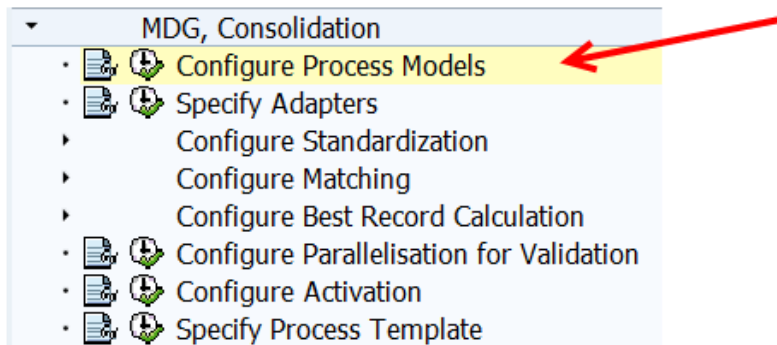 MDG, Consolidation
Configure Process Models
Specify Adapters
Configure Standardization
Configure Matching
Configure Best Record Calculation
Configure Parallelisation for Validation
Configure Activation
Specify Process Template